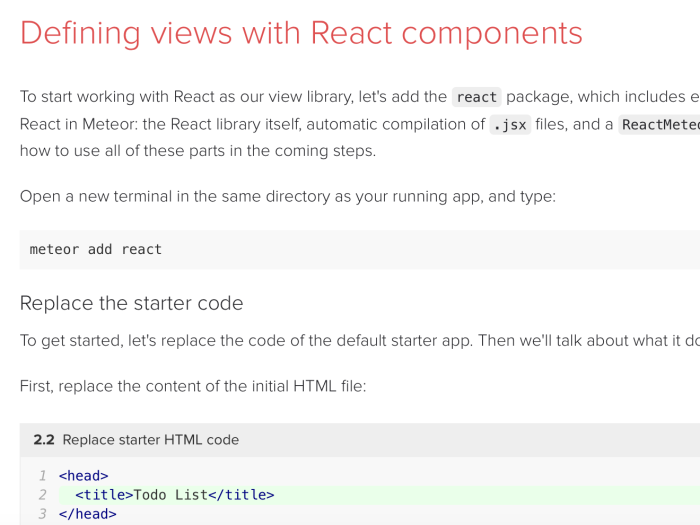 Defining views with React components
To start working with React as our view library, let's add the react package, which includes
React in Meteor: the React library itself, automatic compilation of .jsx files, and a
how to use all of these parts in the coming steps.
Open a new terminal in the same directory as your running app, and type:
meteor add react
Replace the starter code
To get started, let's replace the code of the default starter app. Then we'll talk about what it
First, replace the content of the initial HTML file:
2.2 Replace starter HTML code
1 <head>
2 <title>Todo List</title>
3 </head>